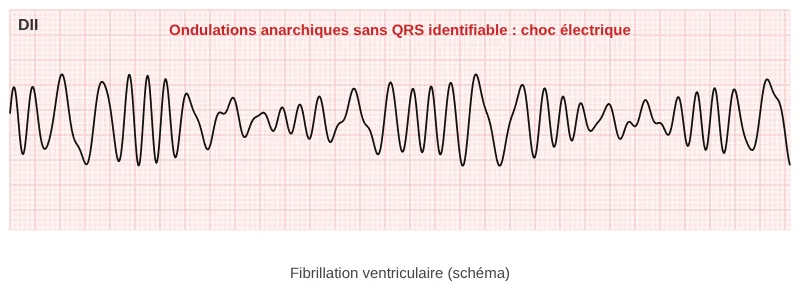 DII
Ondulations anarchiques sans QRS identifiable : choc électrique
Fibrillation ventriculaire (schéma)